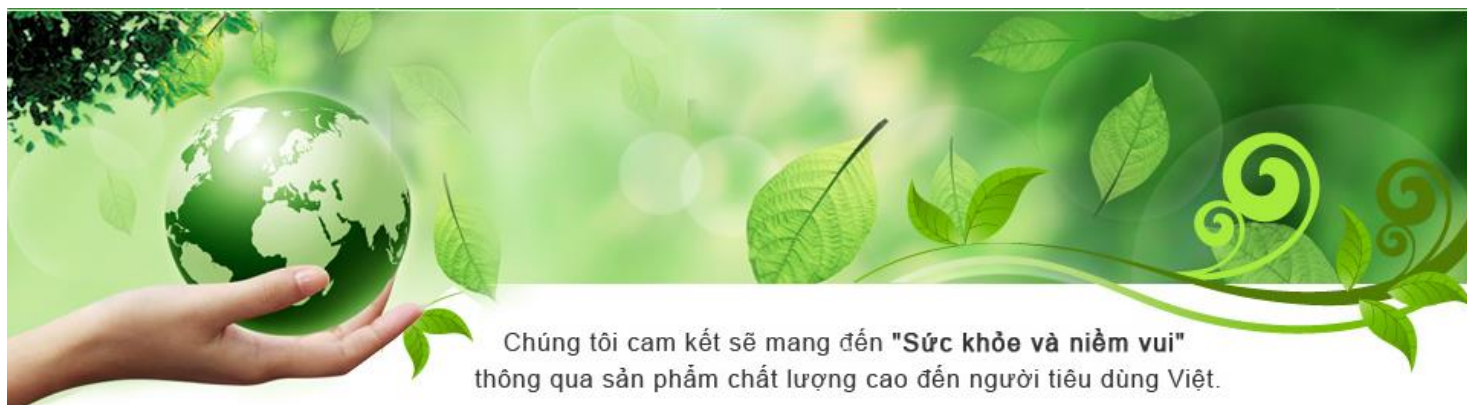 Chúng tôi cam kết sẽ mang đến "Sức khỏe và niềm vui"
thông qua sản phẩm chất lượng cao đến người tiêu dùng Việt.